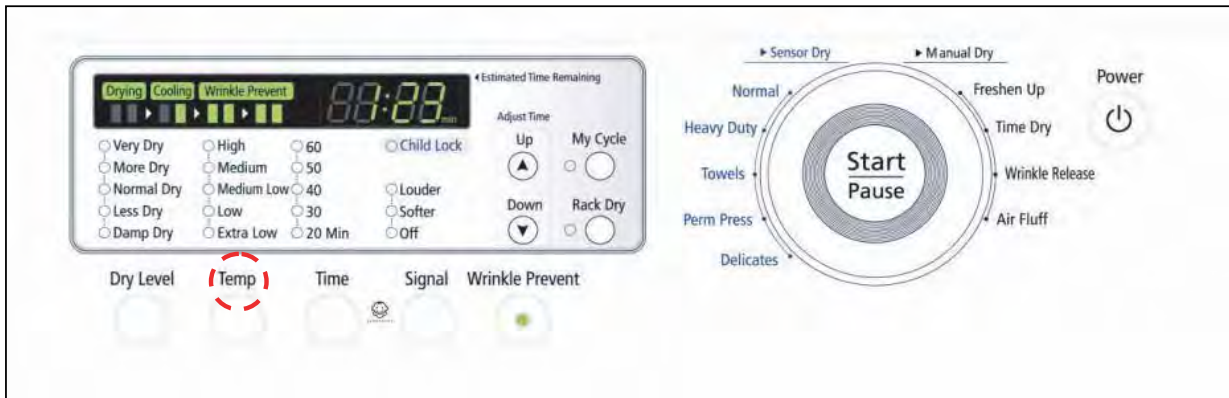 Drying Cooling Wrinkle Prevent
1:23 min
Estimated Time Remaining
Very Dry
More Dry
Normal Dry
Less Dry
Damp Dry
High
Medium
Medium Low
Low
Extra Low
60
50
40
30
20 Min
Child Lock
Louder
Softer
Off
Adjust Time
Up
Down
My Cycle
Rack Dry
Dry Level
Temp
Time
Signal
Wrinkle Prevent
Sensor Dry
Normal
Heavy Duty
Towels
Perm Press
Delicates
Start
Pause
Manual Dry
Freshen Up
Time Dry
Wrinkle Release
Air Fluff
Power